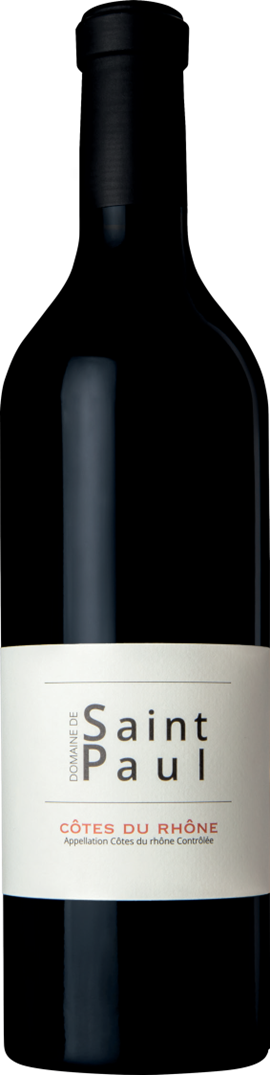 DOMAINE DE
Saint
Paul
CÔTES DU RHÔNE
Appellation Côtes du rhône Contrôlée